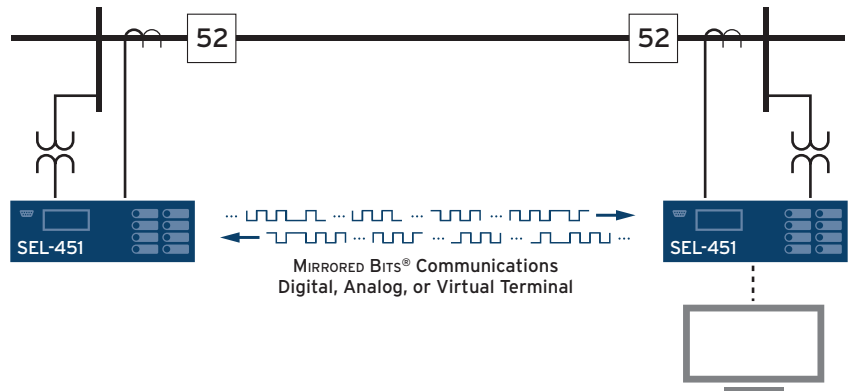 52
52
SEL-451
SEL-451
MIRRORED BITS® Communications
Digital, Analog, or Virtual Terminal